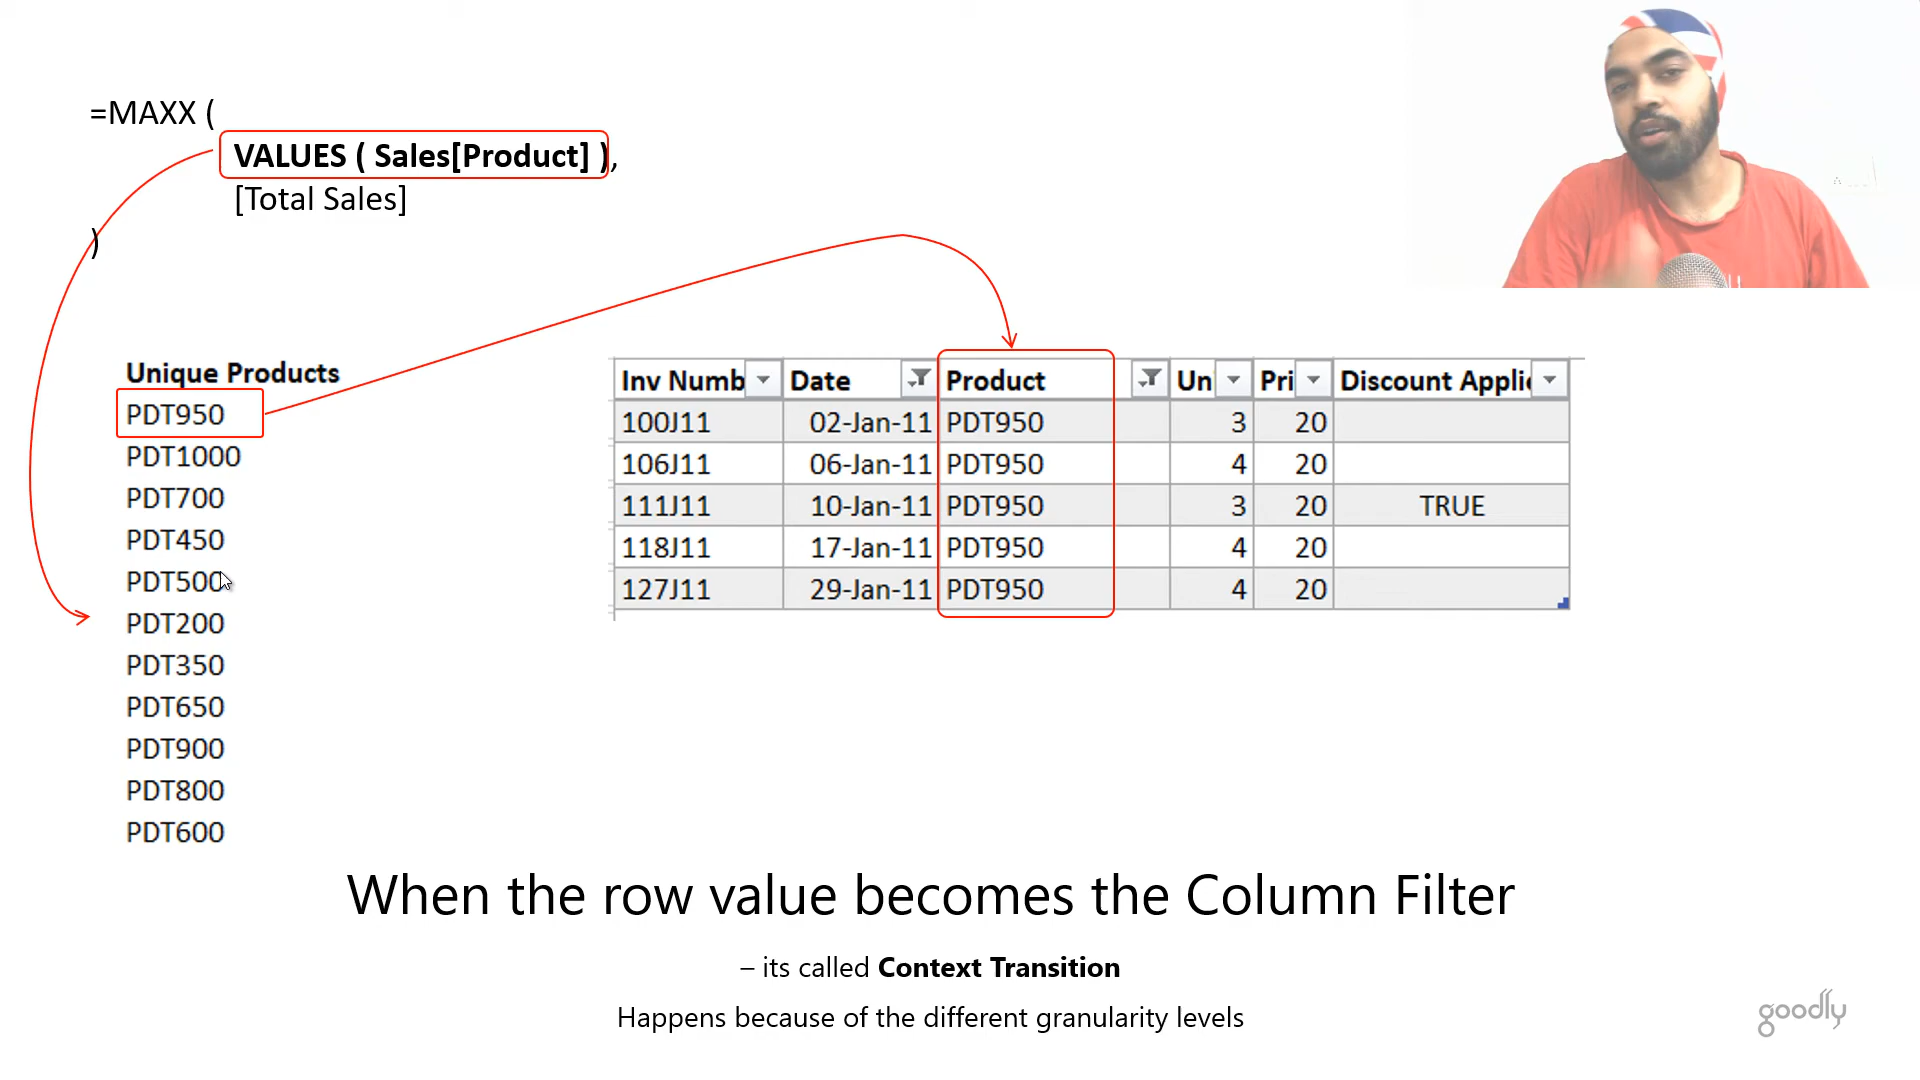 =MAXX (
VALUES ( Sales[Product] ),
[Total Sales]
)
Unique Products
PDT950
PDT1000
PDT700
PDT450
PDT500
PDT200
PDT350
PDT650
PDT900
PDT800
PDT600
Inv Numb Date Product Un Pri Discount Applie
100J11 02-Jan-11 PDT950 3 20
106J11 06-Jan-11 PDT950 4 20
111J11 10-Jan-11 PDT950 3 20 TRUE
118J11 17-Jan-11 PDT950 4 20
127J11 29-Jan-11 PDT950 4 20
When the row value becomes the Column Filter
– its called Context Transition
Happens because of the different granularity levels
goodly